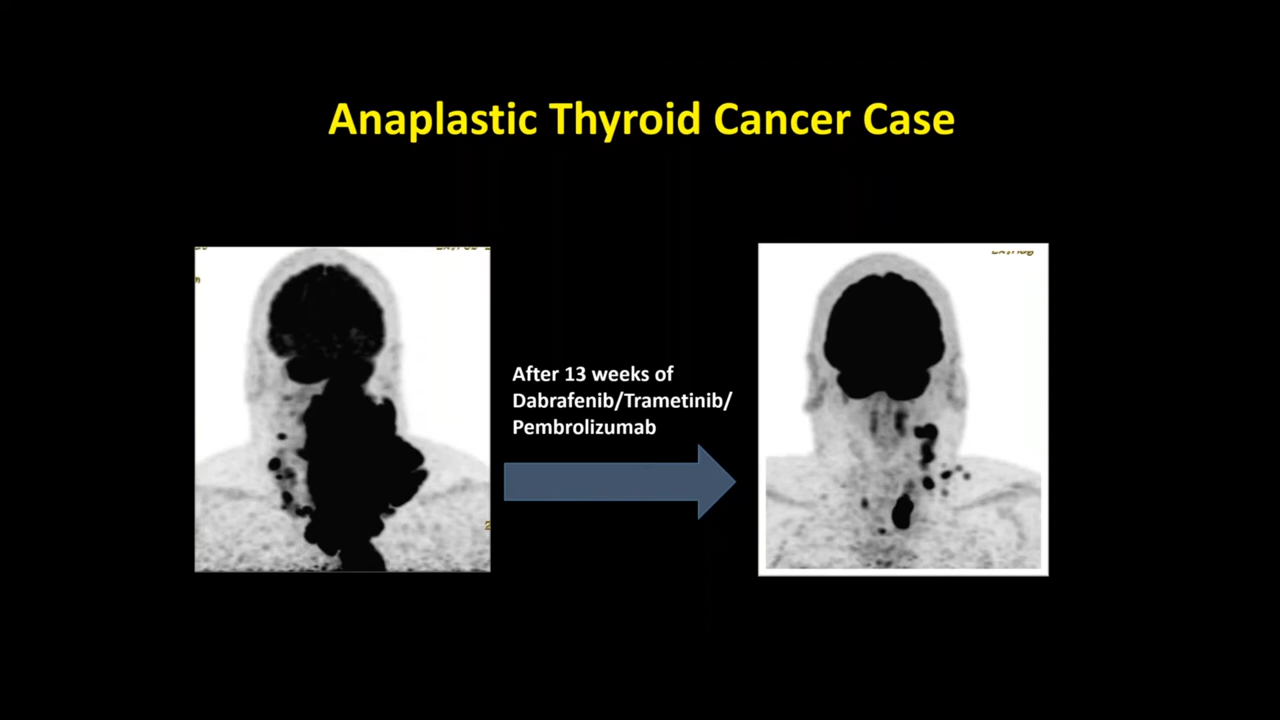 Anaplastic Thyroid Cancer Case
After 13 weeks of
Dabrafenib/Trametinib/
Pembrolizumab